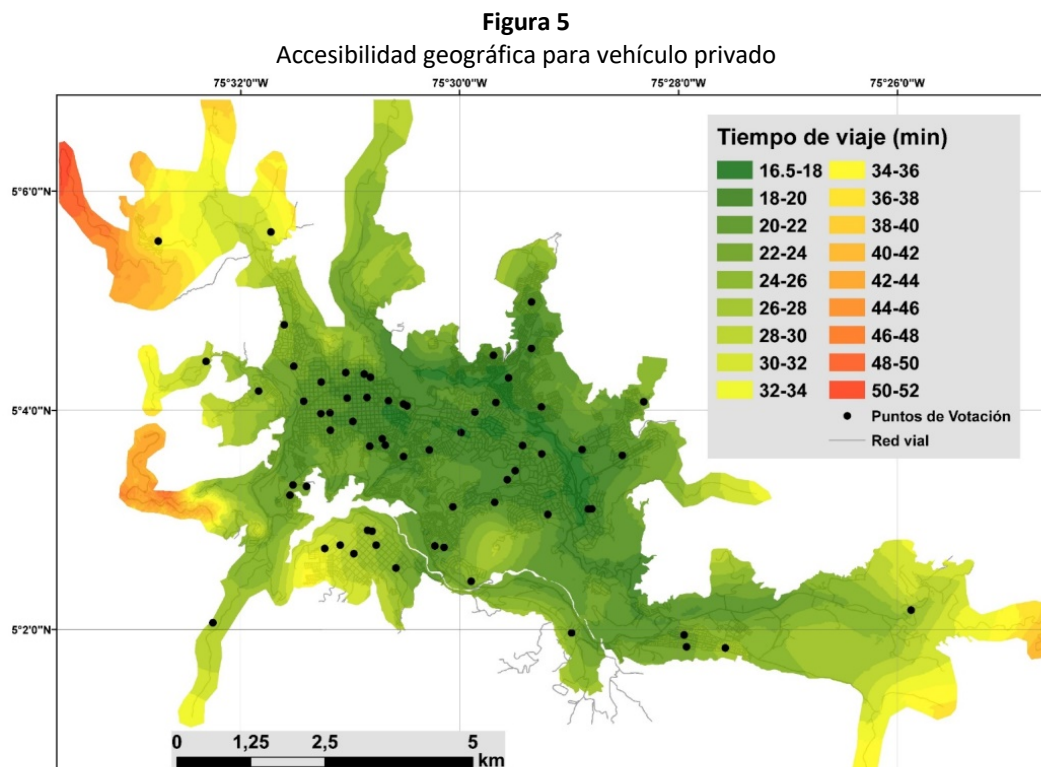 Figura 5
Accesibilidad geográfica para vehículo privado
75°32'0"W 75°30'0"W 75°28'0"W 75°26'0"W
5°6'0"N
5°4'0"N
5°2'0"N
Tiempo de viaje (min)
16.5-18
18-20
20-22
22-24
24-26
26-28
28-30
30-32
32-34
34-36
36-38
38-40
40-42
42-44
44-46
46-48
48-50
50-52
Puntos de Votación
Red vial
0 1,25 2,5 5
km